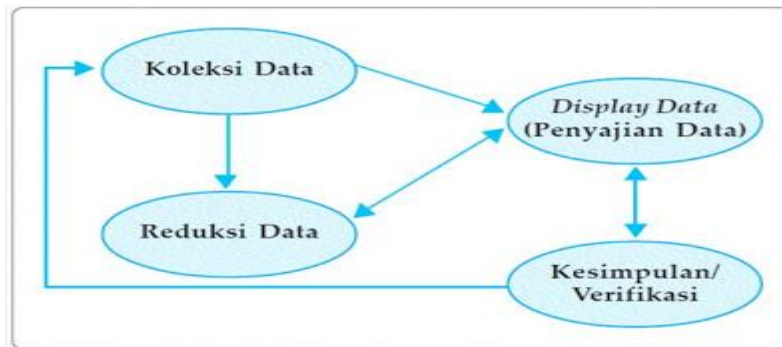 Koleksi Data
Display Data
(Penyajian Data)
Reduksi Data
Kesimpulan/
Verifikasi